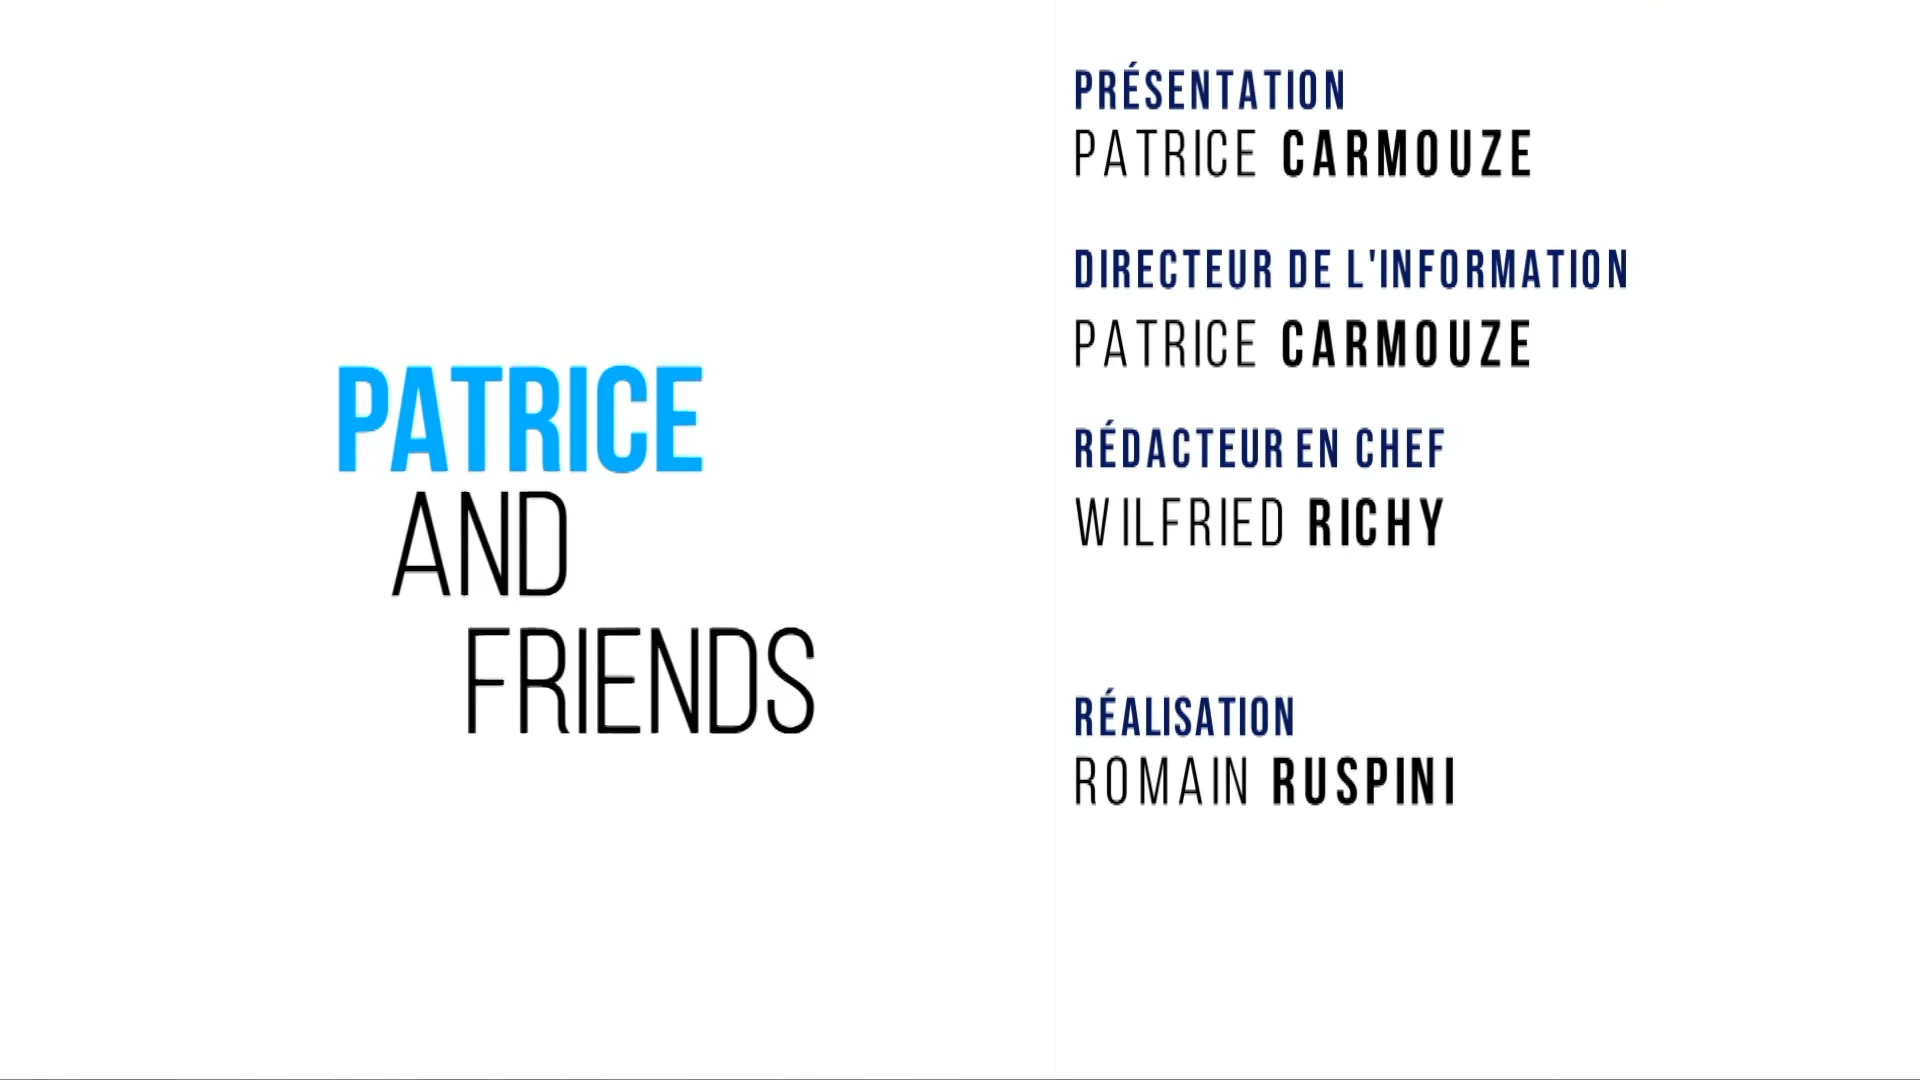 PATRICE
AND
FRIENDS
PRÉSENTATION
PATRICE CARMOUZE
DIRECTEUR DE L'INFORMATION
PATRICE CARMOUZE
RÉDACTEUR EN CHEF
WILFRIED RICHY
RÉALISATION
ROMAIN RUSPINI